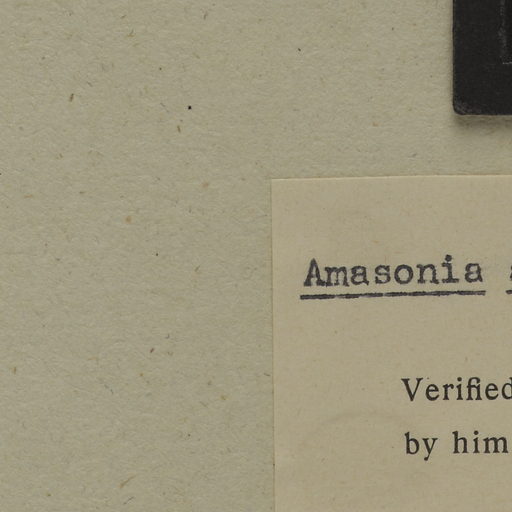 Amasonia
Verified
by him